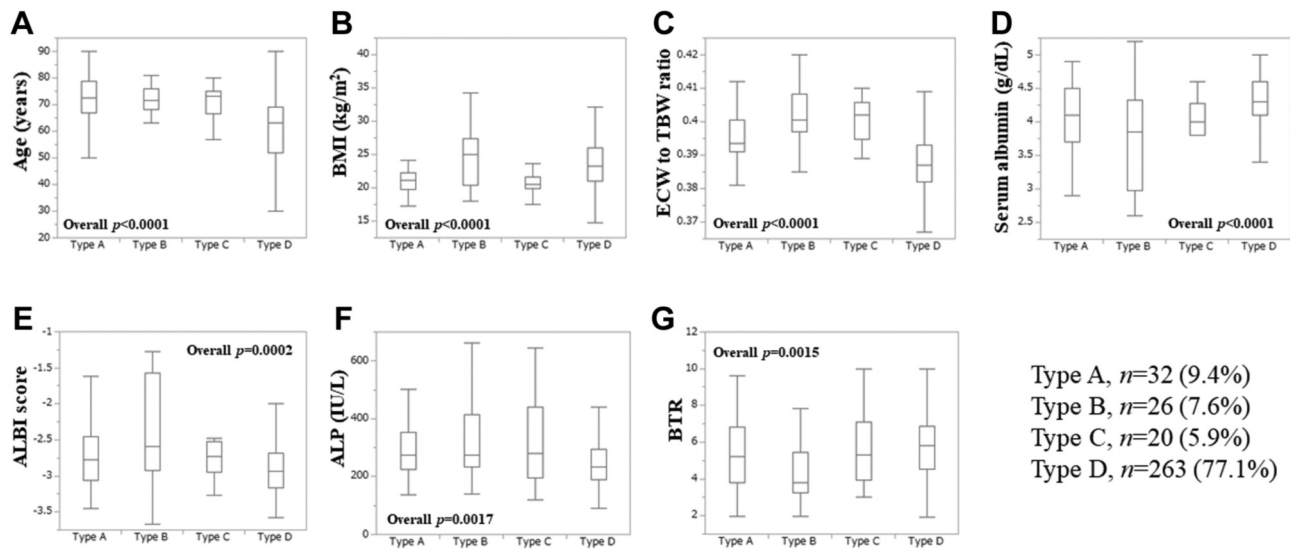 A
Age (years)
90
80
70
60
50
40
30
20
Overall p<0.0001
Type A Type B Type C Type D
B
BMI (kg/m²)
40
35
30
25
20
15
10
Overall p<0.0001
Type A Type B Type C Type D
C
ECW to TBW ratio
0.42
0.41
0.4
0.39
0.38
0.37
Overall p<0.0001
Type A Type B Type C Type D
D
Serum albumin (g/dL)
5
4.5
4
3.5
3
2.5
Overall p<0.0001
Type A Type B Type C Type D
E
ALBI score
-1
-1.5
-2
-2.5
-3
-3.5
Overall p=0.0002
Type A Type B Type C Type D
F
ALP (IU/L)
600
400
200
0
Overall p=0.0017
Type A Type B Type C Type D
G
BTR
12
10
8
6
4
2
Overall p=0.0015
Type A Type B Type C Type D
Type A, n=32 (9.4%)
Type B, n=26 (7.6%)
Type C, n=20 (5.9%)
Type D, n=263 (77.1%)